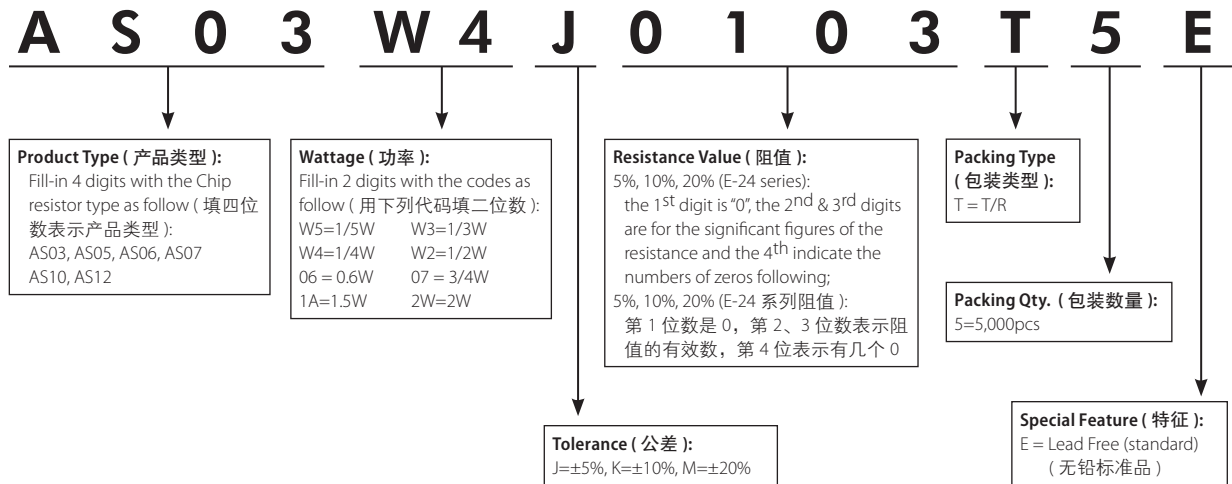 A S 0 3 W 4 J 0 1 0 3 T 5 E
Product Type ( 产品类型 ):
Fill-in 4 digits with the Chip
resistor type as follow ( 填四位
数表示产品类型 ):
AS03, AS05, AS06, AS07
AS10, AS12
Wattage ( 功率 ):
Fill-in 2 digits with the codes as
follow ( 用下列代码填二位数 ):
W5=1/5W W3=1/3W
W4=1/4W W2=1/2W
06 = 0.6W 07 = 3/4W
1A=1.5W 2W=2W
Resistance Value ( 阻值 ):
5%, 10%, 20% (E-24 series):
the 1st digit is “0”, the 2nd & 3rd digits
are for the significant figures of the
resistance and the 4th indicate the
numbers of zeros following;
5%, 10%, 20% (E-24 系列阻值 ):
第 1 位数是 0，第 2、3 位数表示阻
值的有效数，第 4 位表示有几个 0
Packing Type
( 包装类型 ):
T = T/R
Packing Qty. ( 包装数量 ):
5=5,000pcs
Tolerance ( 公差 ):
J=±5%, K=±10%, M=±20%
Special Feature ( 特征 ):
E = Lead Free (standard)
( 无铅标准品 )